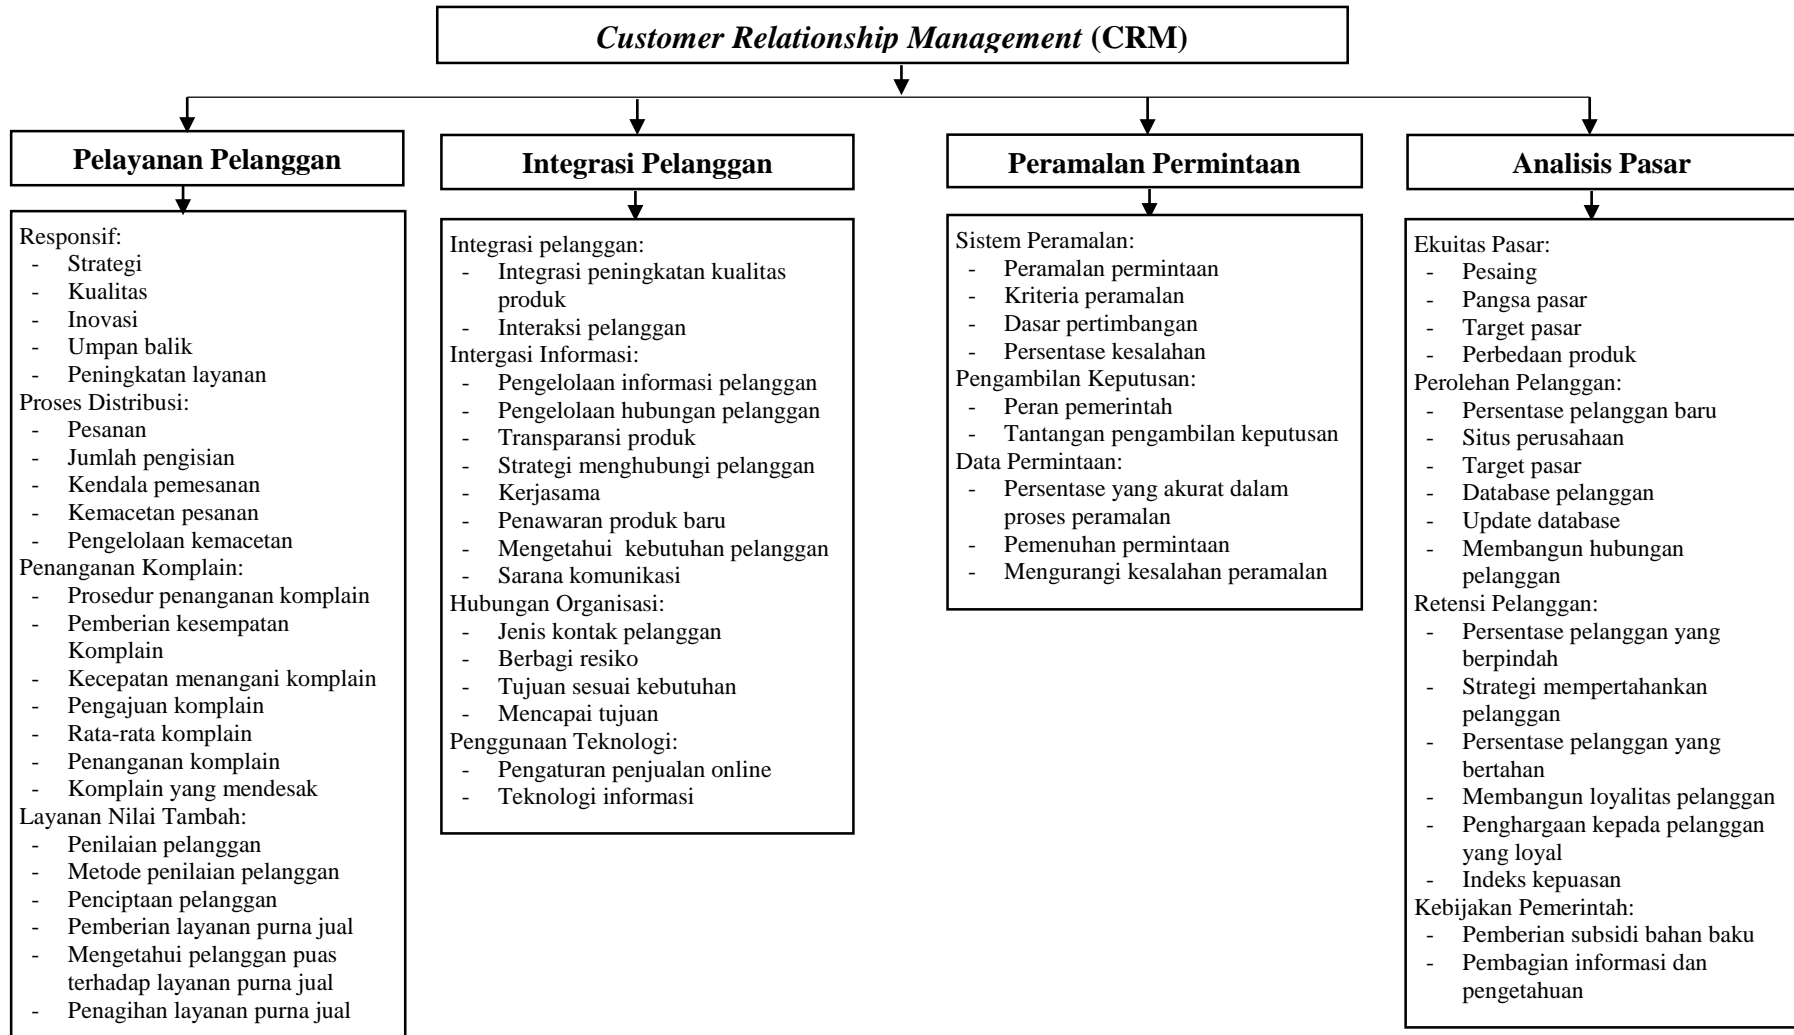 Customer Relationship Management (CRM)
Pelayanan Pelanggan
Responsif:
- Strategi
- Kualitas
- Inovasi
- Umpan balik
- Peningkatan layanan
Proses Distribusi:
- Pesanan
- Jumlah pengisian
- Kendala pemesanan
- Kemacetan pesanan
- Pengelolaan kemacetan
Penanganan Komplain:
- Prosedur penanganan komplain
- Pemberian kesempatan
Komplain
- Kecepatan menangani komplain
- Pengajuan komplain
- Rata-rata komplain
- Penanganan komplain
- Komplain yang mendesak
Layanan Nilai Tambah:
- Penilaian pelanggan
- Metode penilaian pelanggan
- Penciptaan pelanggan
- Pemberian layanan purna jual
- Mengetahui pelanggan puas
terhadap layanan purna jual
- Penagihan layanan purna jual
Integrasi Pelanggan
Integrasi pelanggan:
- Integrasi peningkatan kualitas
produk
- Interaksi pelanggan
Intergasi Informasi:
- Pengelolaan informasi pelanggan
- Pengelolaan hubungan pelanggan
- Transparansi produk
- Strategi menghubungi pelanggan
- Kerjasama
- Penawaran produk baru
- Mengetahui kebutuhan pelanggan
- Sarana komunikasi
Hubungan Organisasi:
- Jenis kontak pelanggan
- Berbagi resiko
- Tujuan sesuai kebutuhan
- Mencapai tujuan
Penggunaan Teknologi:
- Pengaturan penjualan online
- Teknologi informasi
Peramalan Permintaan
Sistem Peramalan:
- Peramalan permintaan
- Kriteria peramalan
- Dasar pertimbangan
- Persentase kesalahan
Pengambilan Keputusan:
- Peran pemerintah
- Tantangan pengambilan keputusan
Data Permintaan:
- Persentase yang akurat dalam
proses peramalan
- Pemenuhan permintaan
- Mengurangi kesalahan peramalan
Analisis Pasar
Ekuitas Pasar:
- Pesaing
- Pangsa pasar
- Target pasar
- Perbedaan produk
Perolehan Pelanggan:
- Persentase pelanggan baru
- Situs perusahaan
- Target pasar
- Database pelanggan
- Update database
- Membangun hubungan
pelanggan
Retensi Pelanggan:
- Persentase pelanggan yang
berpindah
- Strategi mempertahankan
pelanggan
- Persentase pelanggan yang
bertahan
- Membangun loyalitas pelanggan
- Penghargaan kepada pelanggan
yang loyal
- Indeks kepuasan
Kebijakan Pemerintah:
- Pemberian subsidi bahan baku
- Pembagian informasi dan
pengetahuan